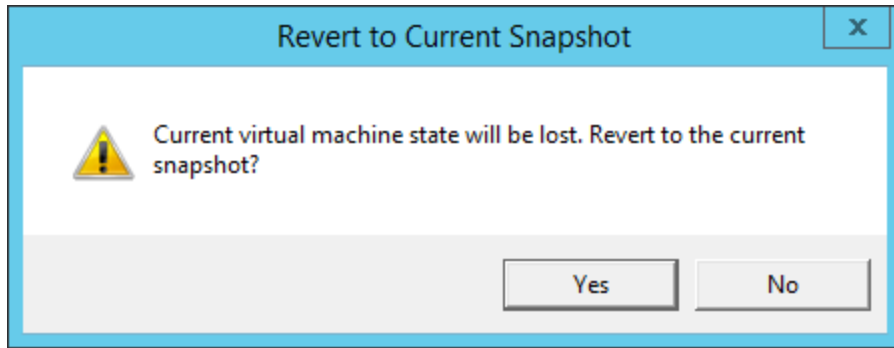 Revert to Current Snapshot
x
Current virtual machine state will be lost. Revert to the current
snapshot?
Yes
No